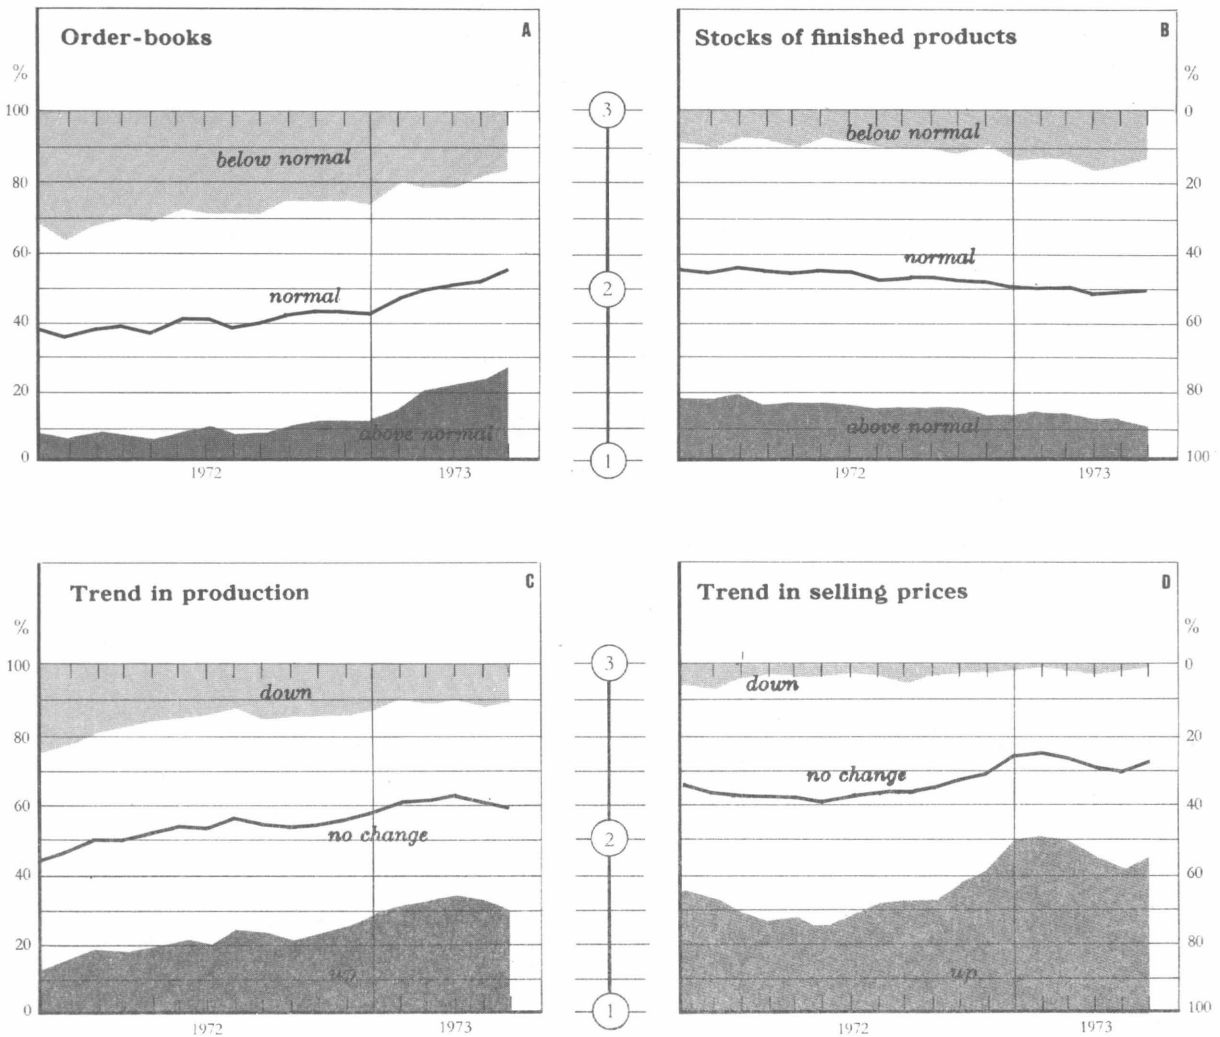 Order-books A
Stocks of finished products B
%
100
80
60
40
20
0
below normal
normal
above normal
1972 1973
3
2
1
below normal
normal
above normal
%
0
20
40
60
80
100
1972 1973
Trend in production C
Trend in selling prices D
%
100
80
60
40
20
0
down
no change
up
1972 1973
3
2
1
down
no change
up
%
0
20
40
60
80
100
1972 1973